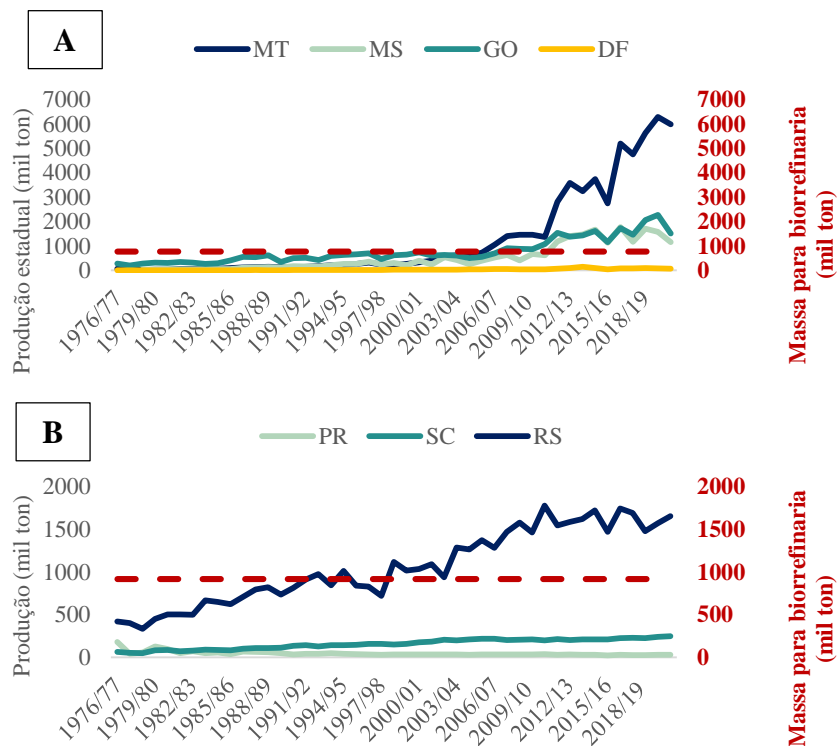 A
MT MS GO DF
Produção estadual (mil ton)
7000 7000
6000 6000
5000 5000
4000 4000
3000 3000
2000 2000
1000 1000
0 0
Massa para biorrefinaria
(mil ton)
1976/77 1979/80 1982/83 1985/86 1988/89 1991/92 1994/95 1997/98 2000/01 2003/04 2006/07 2009/10 2012/13 2015/16 2018/19
B
PR SC RS
Produção (mil ton)
2000 2000
1500 1500
1000 1000
500 500
0 0
Massa para biorrefinaria
(mil ton)
1976/77 1979/80 1982/83 1985/86 1988/89 1991/92 1994/95 1997/98 2000/01 2003/04 2006/07 2009/10 2012/13 2015/16 2018/19